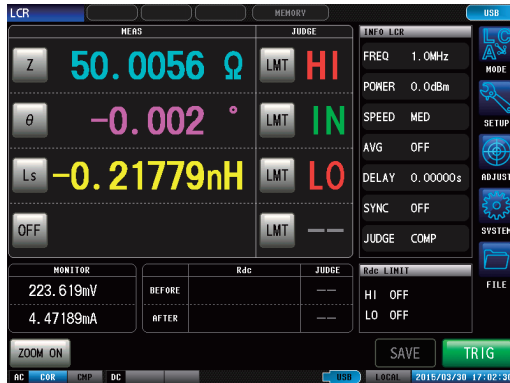 LCR MEMORY USB
MEAS JUDGE INFO LCR
Z 50.0056 Ω LMT HI
θ -0.002 ° LMT IN
Ls -0.21779nH LMT LO
OFF LMT --
FREQ 1.0MHz
POWER 0.0dBm
SPEED MED
AVG OFF
DELAY 0.00000s
SYNC OFF
JUDGE COMP
LCA MODE
SETUP
ADJUST
SYSTEM
FILE
MONITOR Rdc JUDGE Rdc LIMIT
223.619mV BEFORE -- HI OFF
4.47189mA AFTER -- LO OFF
ZOOM ON SAVE TRIG
AC COR CMP DC USB LOCAL 2015/03/30 17:02:30